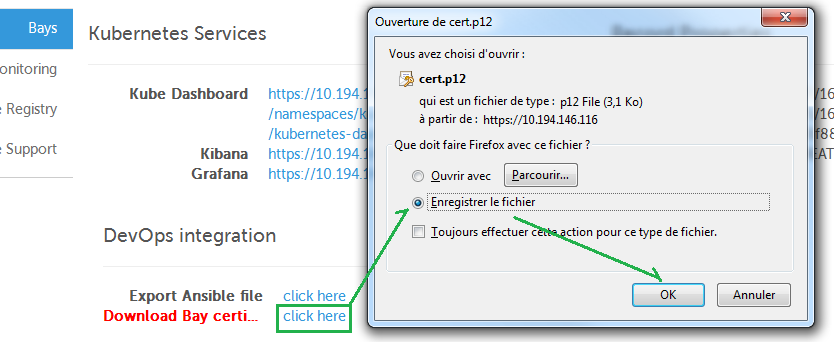 Bays
onitoring
e Registry
e Support
Kubernetes Services
Kube Dashboard
https://10.194.1
/namespaces/k
/kubernetes-da
Kibana
https://10.194.1
Grafana
https://10.194.1
DevOps integration
Export Ansible file
click here
Download Bay certi...
click here
Ouverture de cert.p12
Vous avez choisi d'ouvrir :
cert.p12
qui est un fichier de type : p12 File (3,1 Ko)
à partir de : https://10.194.146.116
Que doit faire Firefox avec ce fichier ?
Ouvrir avec
Parcourir...
Enregistrer le fichier
Toujours effectuer cette action pour ce type de fichier.
OK
Annuler
/16
f88
/16
EAT